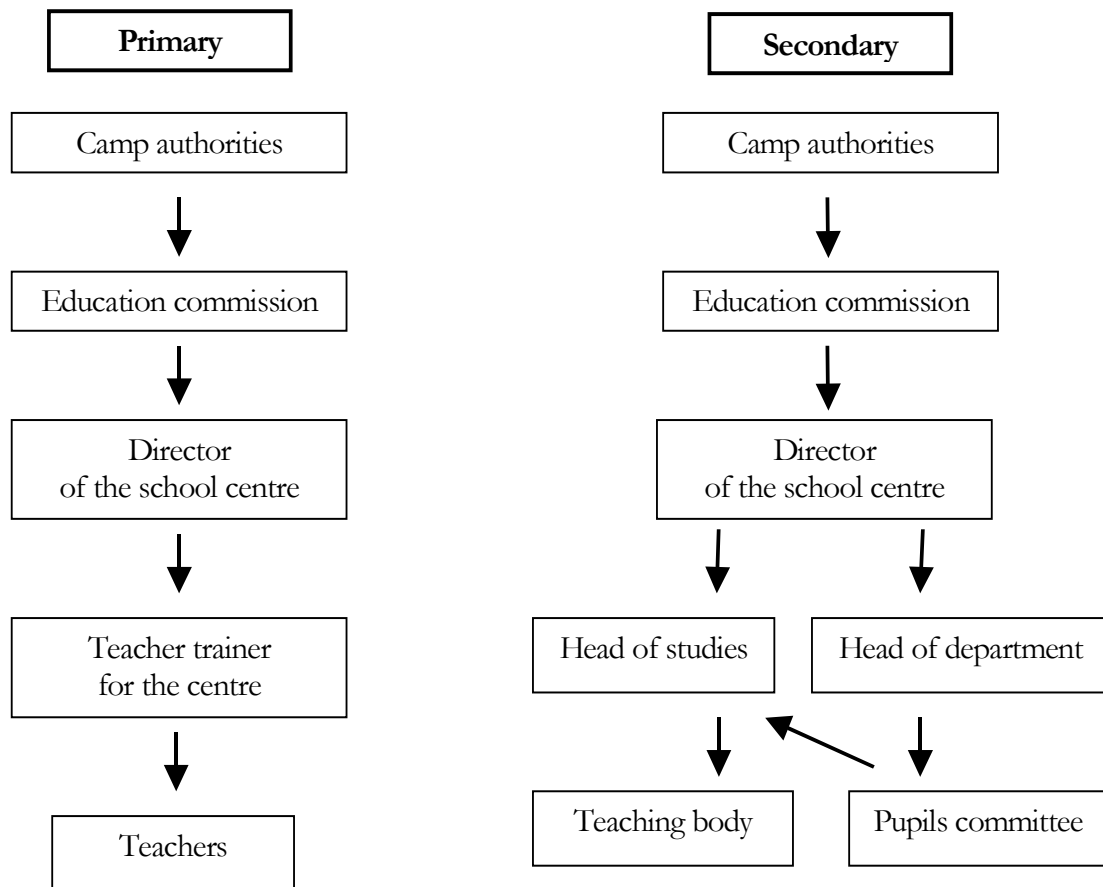 Primary
Camp authorities
Education commission
Director
of the school centre
Teacher trainer
for the centre
Teachers
Secondary
Camp authorities
Education commission
Director
of the school centre
Head of studies
Head of department
Teaching body
Pupils committee